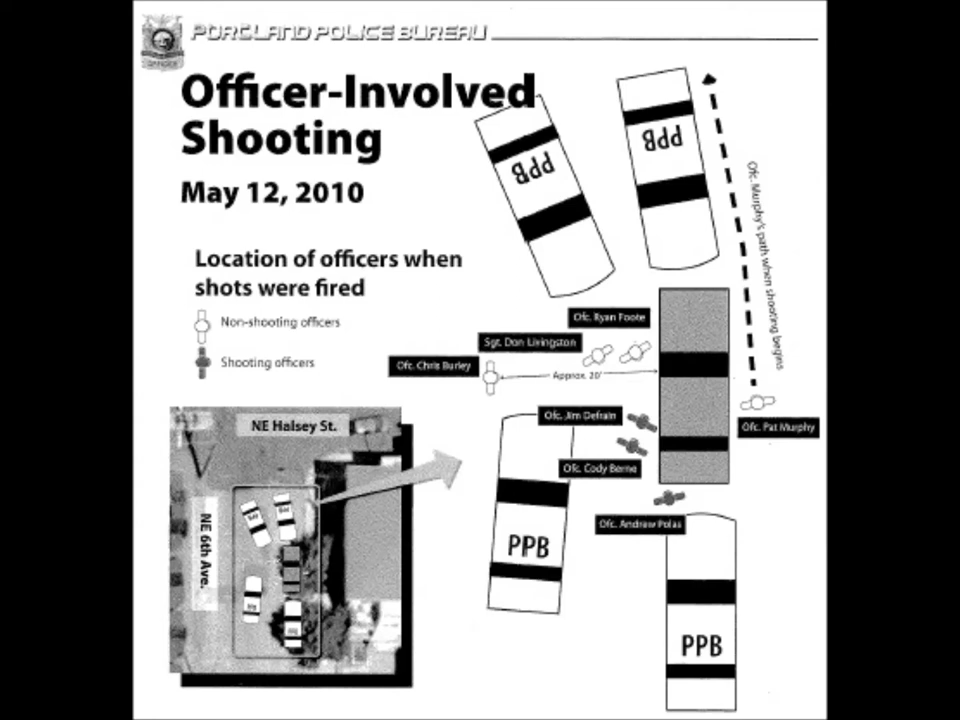 PORTLAND POLICE BUREAU
Officer-Involved
Shooting
May 12, 2010
Location of officers when
shots were fired
Non-shooting officers
Shooting officers
PPB
PPB
Ofc. Murphy's path when shooting begins
Ofc. Ryan Foote
Sgt. Don Livingston
Ofc. Chris Burley
Approx. 20'
Ofc. Jim Defrain
Ofc. Pat Murphy
Ofc. Cody Berne
Ofc. Andrew Polas
PPB
PPB
NE Halsey St.
NE 6th Ave.